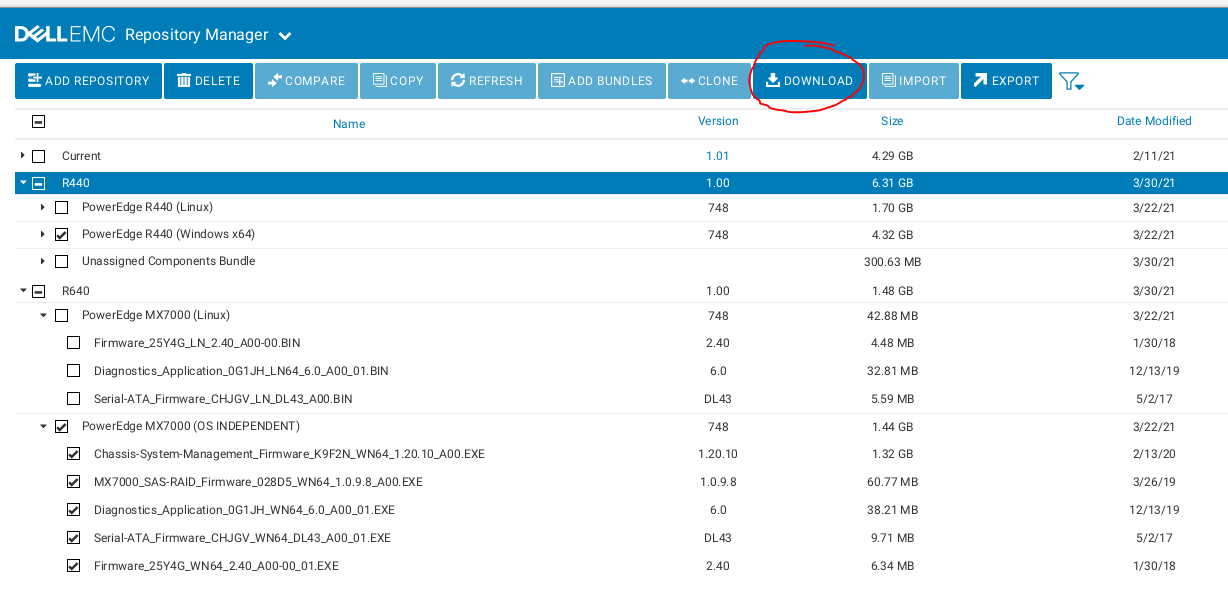 DELLEMC Repository Manager
ADD REPOSITORY DELETE COMPARE COPY REFRESH ADD BUNDLES CLONE DOWNLOAD IMPORT EXPORT
Name Version Size Date Modified
Current 1.01 4.29 GB 2/11/21
R440 1.00 6.31 GB 3/30/21
PowerEdge R440 (Linux) 748 1.70 GB 3/22/21
PowerEdge R440 (Windows x64) 748 4.32 GB 3/22/21
Unassigned Components Bundle 300.63 MB 3/30/21
R640 1.00 1.48 GB 3/30/21
PowerEdge MX7000 (Linux) 748 42.88 MB 3/22/21
Firmware_25Y4G_LN_2.40_A00-00.BIN 2.40 4.48 MB 1/30/18
Diagnostics_Application_0G1JH_LN64_6.0_A00_01.BIN 6.0 32.81 MB 12/13/19
Serial-ATA_Firmware_CHJGV_LN_DL43_A00.BIN DL43 5.59 MB 5/2/17
PowerEdge MX7000 (OS INDEPENDENT) 748 1.44 GB 3/22/21
Chassis-System-Management_Firmware_K9F2N_WN64_1.20.10_A00.EXE 1.20.10 1.32 GB 2/13/20
MX7000_SAS-RAID_Firmware_028D5_WN64_1.0.9.8_A00.EXE 1.0.9.8 60.77 MB 3/26/19
Diagnostics_Application_0G1JH_WN64_6.0_A00_01.EXE 6.0 38.21 MB 12/13/19
Serial-ATA_Firmware_CHJGV_WN64_DL43_A00_01.EXE DL43 9.71 MB 5/2/17
Firmware_25Y4G_WN64_2.40_A00-00_01.EXE 2.40 6.34 MB 1/30/18